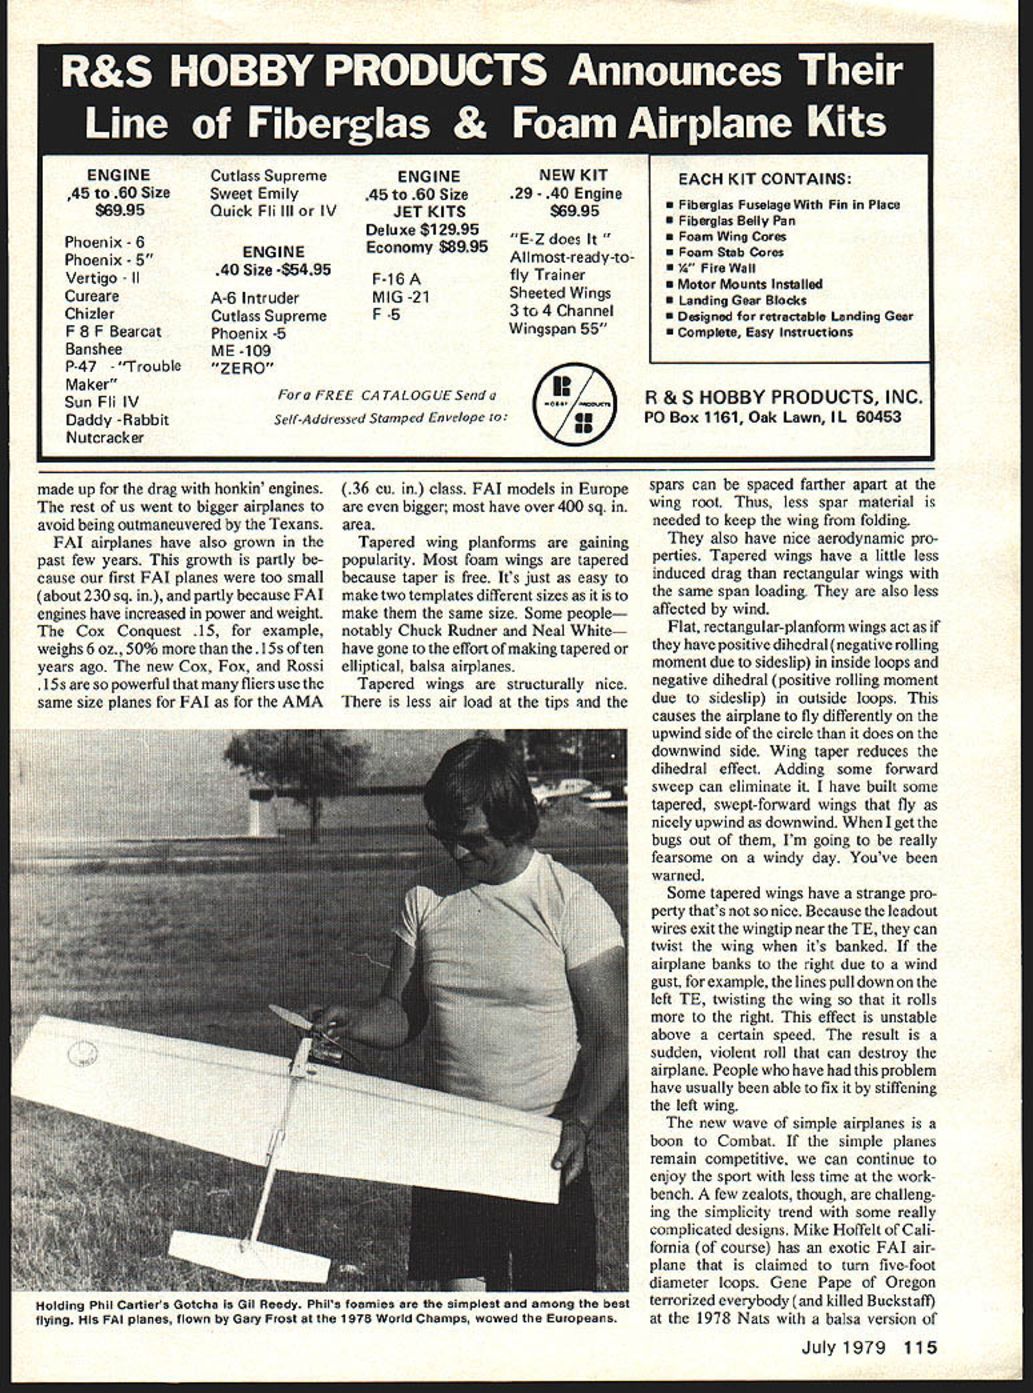 R&S HOBBY PRODUCTS Announces Their
Line of Fiberglas & Foam Airplane Kits
ENGINE
.45 to .60 Size
$69.95
Phoenix - 6
Phoenix - 5"
Vertigo - II
Cureare
Chizler
F 8 F Bearcat
Banshee
P-47 - "Trouble
Maker"
Sun Fli IV
Daddy -Rabbit
Nutcracker
Cutlass Supreme
Sweet Emily
Quick Fli III or IV
ENGINE
.40 Size -$54.95
A-6 Intruder
Cutlass Supreme
Phoenix -5
ME -109
"ZERO"
ENGINE
.45 to .60 Size
JET KITS
Deluxe $129.95
Economy $89.95
F-16 A
MIG -21
F -5
NEW KIT
.29 - .40 Engine
$69.95
"E-Z does It "
Allmost-ready-to-
fly Trainer
Sheeted Wings
3 to 4 Channel
Wingspan 55"
EACH KIT CONTAINS:
■ Fiberglas Fuselage With Fin in Place
■ Fiberglas Belly Pan
■ Foam Wing Cores
■ Foam Stab Cores
■ ¼" Fire Wall
■ Motor Mounts Installed
■ Landing Gear Blocks
■ Designed for retractable Landing Gear
■ Complete, Easy Instructions
For a FREE CATALOGUE Send a
Self-Addressed Stamped Envelope to:
HOBBY PRODUCTS
R & S HOBBY PRODUCTS, INC.
PO Box 1161, Oak Lawn, IL 60453
made up for the drag with honkin' engines.
The rest of us went to bigger airplanes to
avoid being outmaneuvered by the Texans.
FAI airplanes have also grown in the
past few years. This growth is partly be-
cause our first FAI planes were too small
(about 230 sq. in.), and partly because FAI
engines have increased in power and weight.
The Cox Conquest .15, for example,
weighs 6 oz., 50% more than the .15s of ten
years ago. The new Cox, Fox, and Rossi
.15s are so powerful that many fliers use the
same size planes for FAI as for the AMA
(.36 cu. in.) class. FAI models in Europe
are even bigger; most have over 400 sq. in.
area.
Tapered wing planforms are gaining
popularity. Most foam wings are tapered
because taper is free. It's just as easy to
make two templates different sizes as it is to
make them the same size. Some people—
notably Chuck Rudner and Neal White—
have gone to the effort of making tapered or
elliptical, balsa airplanes.
Tapered wings are structurally nice.
There is less air load at the tips and the
spars can be spaced farther apart at the
wing root. Thus, less spar material is
needed to keep the wing from folding.
They also have nice aerodynamic pro-
perties. Tapered wings have a little less
induced drag than rectangular wings with
the same span loading. They are also less
affected by wind.
Flat, rectangular-planform wings act as if
they have positive dihedral (negative rolling
moment due to sideslip) in inside loops and
negative dihedral (positive rolling moment
due to sideslip) in outside loops. This
causes the airplane to fly differently on the
upwind side of the circle than it does on the
downwind side. Wing taper reduces the
dihedral effect. Adding some forward
sweep can eliminate it. I have built some
tapered, swept-forward wings that fly as
nicely upwind as downwind. When I get the
bugs out of them, I'm going to be really
fearsome on a windy day. You've been
warned.
Some tapered wings have a strange pro-
perty that's not so nice. Because the leadout
wires exit the wingtip near the TE, they can
twist the wing when it's banked. If the
airplane banks to the right due to a wind
gust, for example, the lines pull down on the
left TE, twisting the wing so that it rolls
more to the right. This effect is unstable
above a certain speed. The result is a
sudden, violent roll that can destroy the
airplane. People who have had this problem
have usually been able to fix it by stiffening
the left wing.
The new wave of simple airplanes is a
boon to Combat. If the simple planes
remain competitive, we can continue to
enjoy the sport with less time at the work-
bench. A few zealots, though, are challeng-
ing the simplicity trend with some really
complicated designs. Mike Hoffelt of Cali-
fornia (of course) has an exotic FAI air-
plane that is claimed to turn five-foot
diameter loops. Gene Pape of Oregon
terrorized everybody (and killed Buckstaff)
at the 1978 Nats with a balsa version of
Holding Phil Cartier's Gotcha is Gil Reedy. Phil's foamies are the simplest and among the best
flying. His FAI planes, flown by Gary Frost at the 1978 World Champs, wowed the Europeans.
July 1979 115